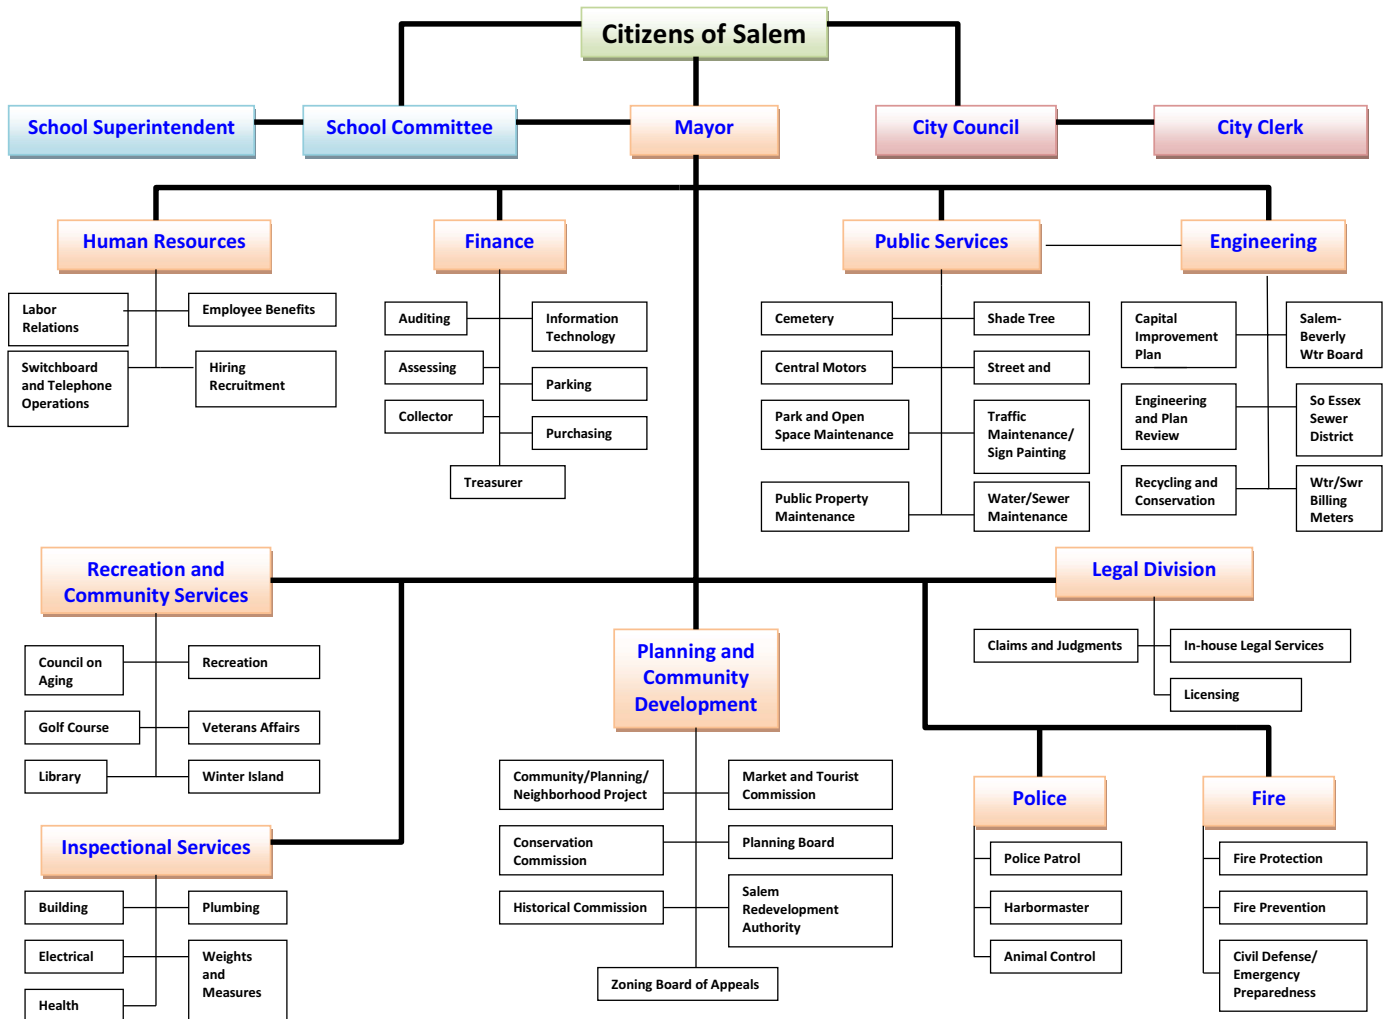 Citizens of Salem
School Superintendent
School Committee
Mayor
City Council
City Clerk
Human Resources
Finance
Public Services
Engineering
Labor
Relations
Employee Benefits
Switchboard
and Telephone
Operations
Hiring
Recruitment
Auditing
Information
Technology
Assessing
Parking
Collector
Purchasing
Treasurer
Cemetery
Shade Tree
Central Motors
Street and
Park and Open
Space Maintenance
Traffic
Maintenance/
Sign Painting
Public Property
Maintenance
Water/Sewer
Maintenance
Capital
Improvement
Plan
Salem-
Beverly
Wtr Board
Engineering
and Plan
Review
So Essex
Sewer
District
Recycling and
Conservation
Wtr/Swr
Billing
Meters
Recreation and
Community Services
Council on
Aging
Recreation
Golf Course
Veterans Affairs
Library
Winter Island
Inspectional Services
Building
Plumbing
Electrical
Weights
and
Measures
Health
Planning and
Community
Development
Community/Planning/
Neighborhood Project
Market and Tourist
Commission
Conservation
Commission
Planning Board
Historical Commission
Salem
Redevelopment
Authority
Zoning Board of Appeals
Legal Division
Claims and Judgments
In-house Legal Services
Licensing
Police
Police Patrol
Harbormaster
Animal Control
Fire
Fire Protection
Fire Prevention
Civil Defense/
Emergency
Preparedness